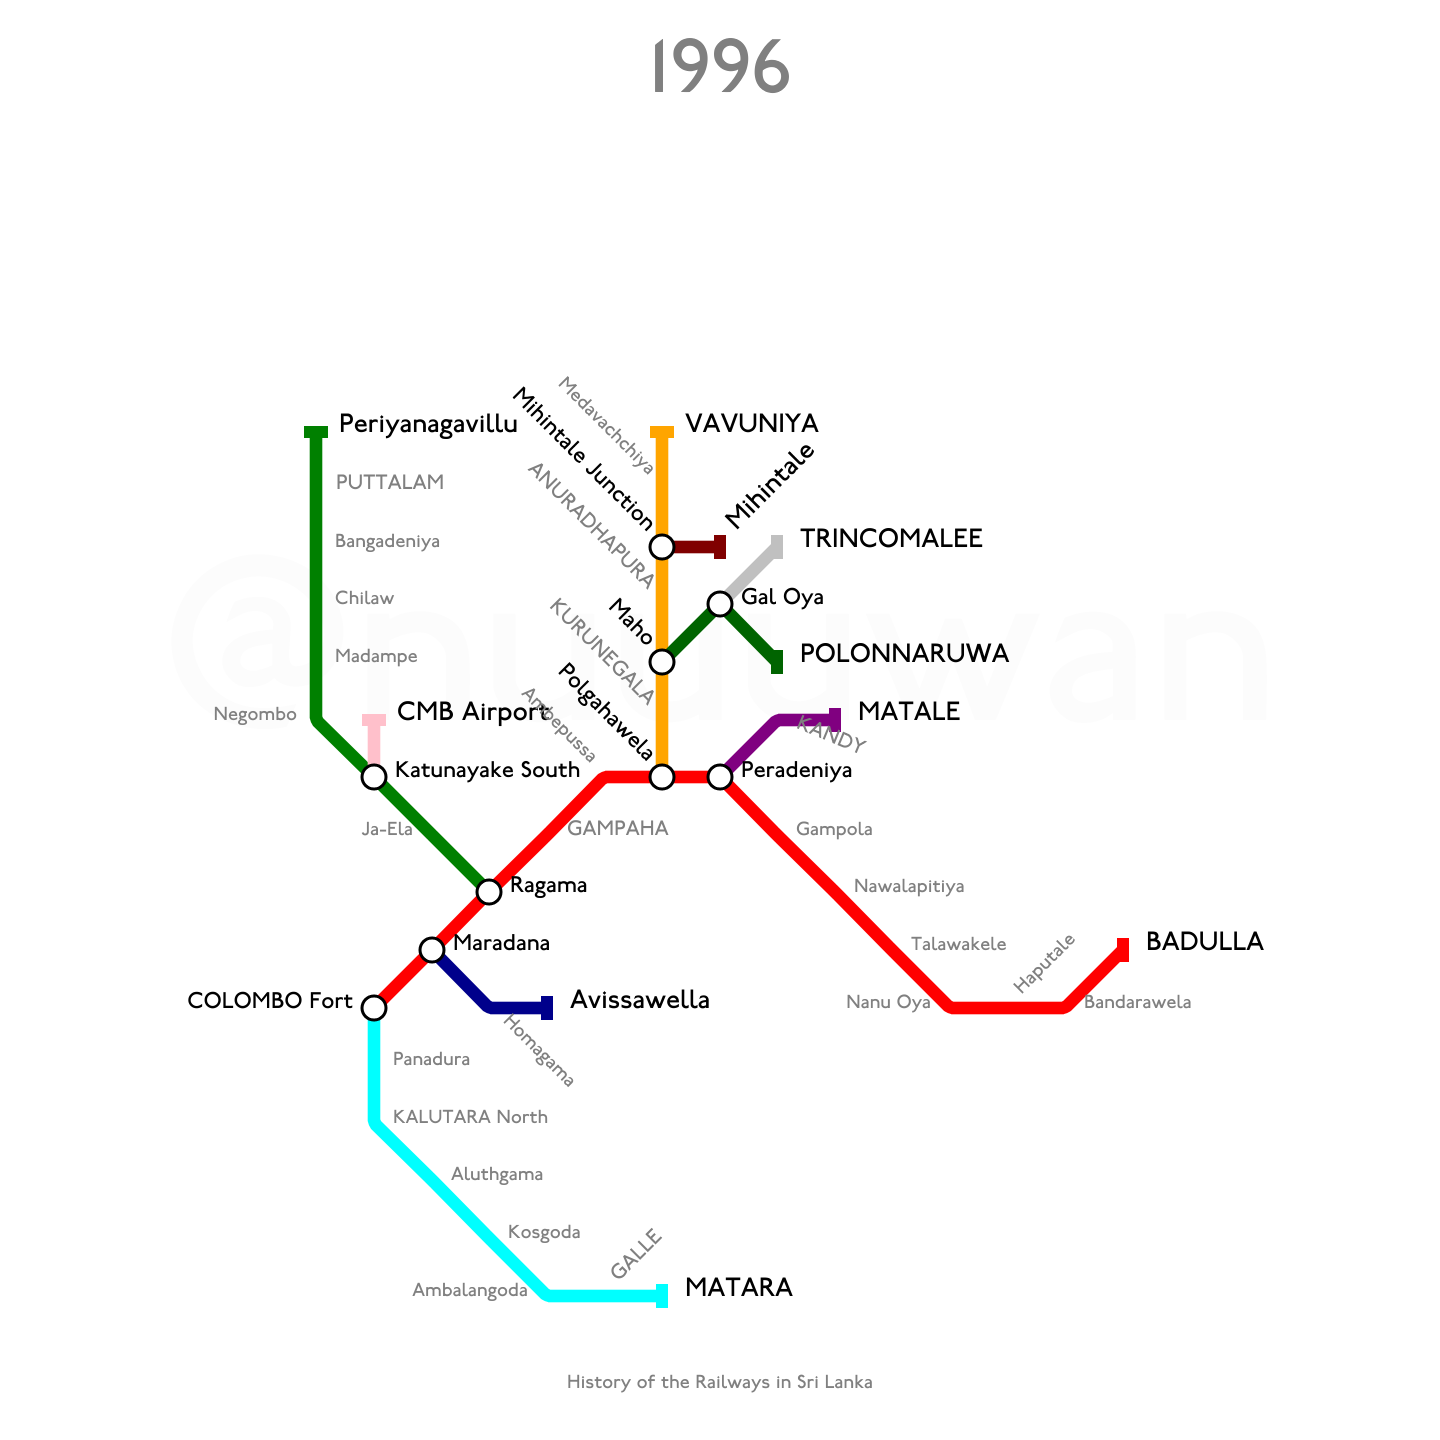 1996
Medavachchiya
Periyanagavillu
VAVUNIYA
Mihintale Junction
Mihintale
PUTTALAM
ANURADHAPURA
Bangadeniya
TRINCOMALEE
Chilaw
Maho
Gal Oya
KURUNEGALA
Madampe
POLONNARUWA
Polgahawela
Negombo
CMB Airport
Ambepussa
MATALE
KANDY
Katunayake South
Peradeniya
Ja-Ela
GAMPAHA
Gampola
Ragama
Nawalapitiya
Maradana
Talawakele
Haputale
BADULLA
COLOMBO Fort
Avissawella
Nanu Oya
Bandarawela
Homagama
Panadura
KALUTARA North
Aluthgama
Kosgoda
GALLE
Ambalangoda
MATARA
History of the Railways in Sri Lanka